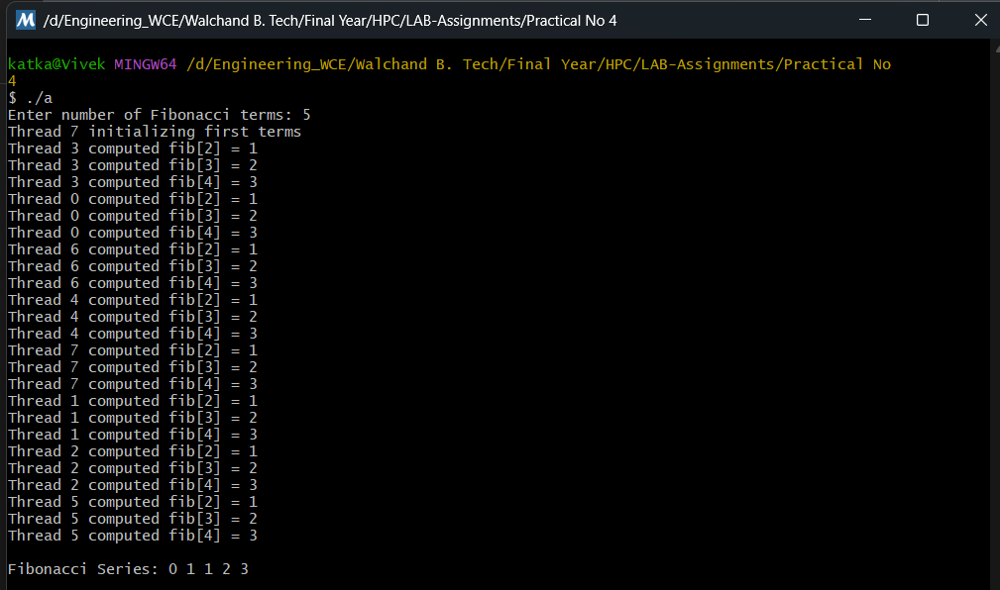 /d/Engineering_WCE/Walchand B. Tech/Final Year/HPC/LAB-Assignments/Practical No 4
katka@Vivek MINGW64 /d/Engineering_WCE/Walchand B. Tech/Final Year/HPC/LAB-Assignments/Practical No
4
$ ./a
Enter number of Fibonacci terms: 5
Thread 7 initializing first terms
Thread 3 computed fib[2] = 1
Thread 3 computed fib[3] = 2
Thread 3 computed fib[4] = 3
Thread 0 computed fib[2] = 1
Thread 0 computed fib[3] = 2
Thread 0 computed fib[4] = 3
Thread 6 computed fib[2] = 1
Thread 6 computed fib[3] = 2
Thread 6 computed fib[4] = 3
Thread 4 computed fib[2] = 1
Thread 4 computed fib[3] = 2
Thread 4 computed fib[4] = 3
Thread 7 computed fib[2] = 1
Thread 7 computed fib[3] = 2
Thread 7 computed fib[4] = 3
Thread 1 computed fib[2] = 1
Thread 1 computed fib[3] = 2
Thread 1 computed fib[4] = 3
Thread 2 computed fib[2] = 1
Thread 2 computed fib[3] = 2
Thread 2 computed fib[4] = 3
Thread 5 computed fib[2] = 1
Thread 5 computed fib[3] = 2
Thread 5 computed fib[4] = 3
Fibonacci Series: 0 1 1 2 3